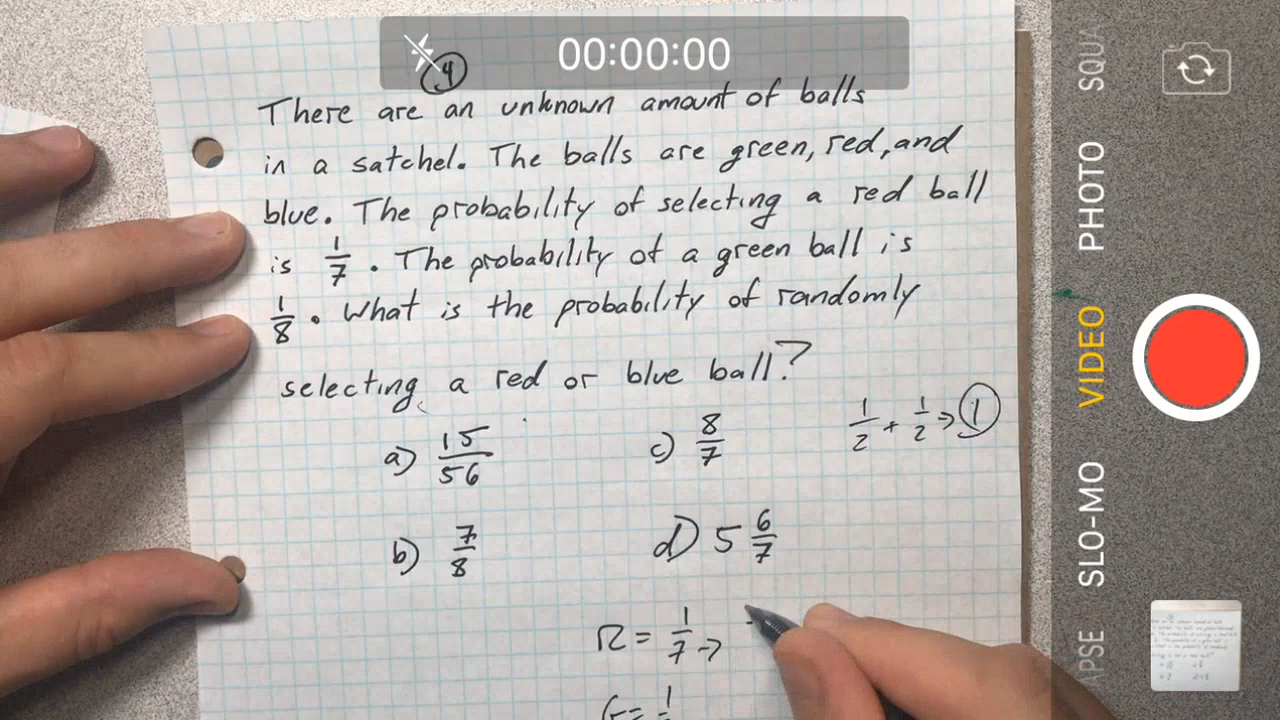 00:00:00
4
There are an unknown amount of balls
in a satchel. The balls are green, red, and
blue. The probability of selecting a red ball
is 1/7. The probability of a green ball is
1/8. What is the probability of randomly
selecting a red or blue ball?
a) 15/56
c) 8/7
1/2 + 1/2 => 1
b) 7/8
d) 5 6/7
R = 1/7 ->
G = 1
SQUA
PHOTO
VIDEO
SLO-MO
APSE